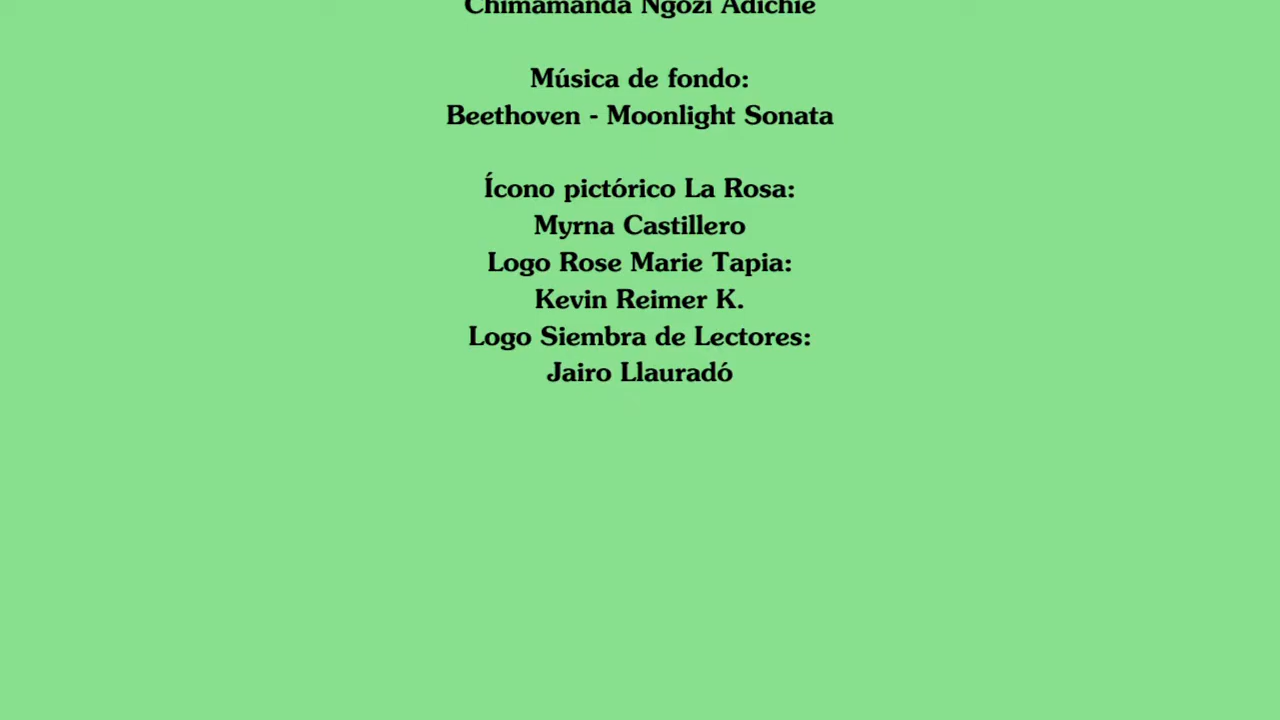 Chimamanda Ngozi Adichie
Música de fondo:
Beethoven - Moonlight Sonata
Ícono pictórico La Rosa:
Myrna Castillero
Logo Rose Marie Tapia:
Kevin Reimer K.
Logo Siembra de Lectores:
Jairo Llauradó